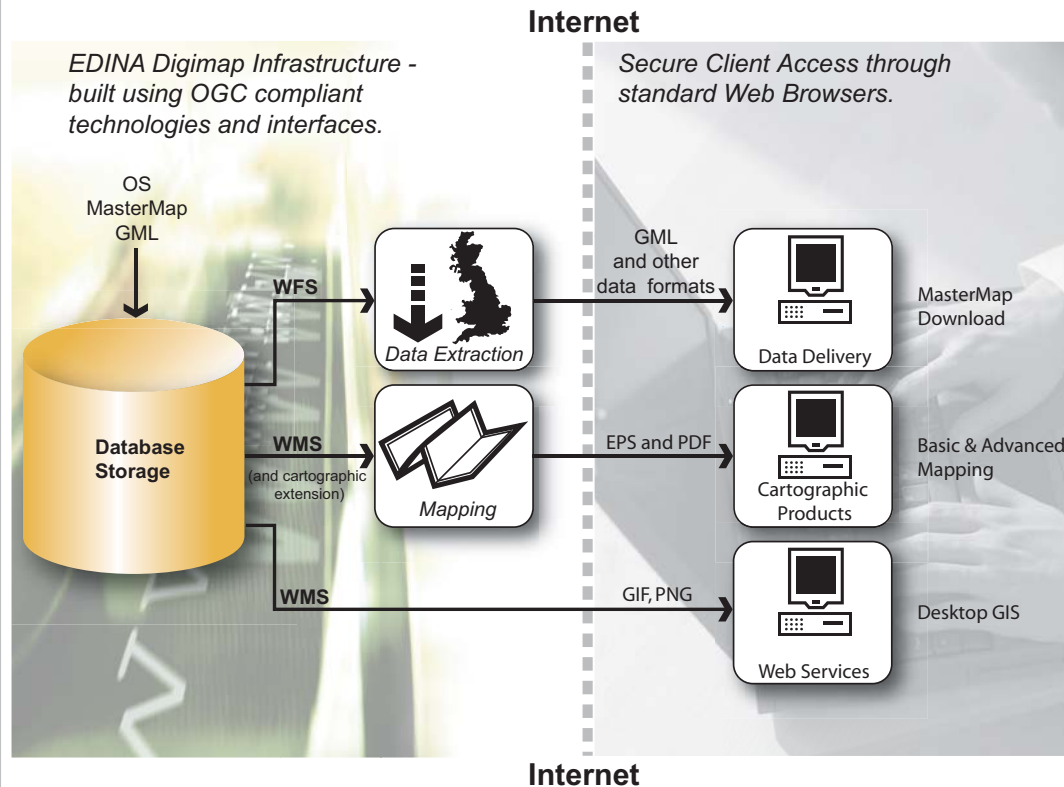 Internet
EDINA Digimap Infrastructure -
built using OGC compliant
technologies and interfaces.
Secure Client Access through
standard Web Browsers.
OS
MasterMap
GML
WFS
Data Extraction
GML
and other
data formats
Data Delivery
MasterMap
Download
Database
Storage
WMS
(and cartographic
extension)
Mapping
EPS and PDF
Cartographic
Products
Basic & Advanced
Mapping
WMS
GIF, PNG
Web Services
Desktop GIS
Internet